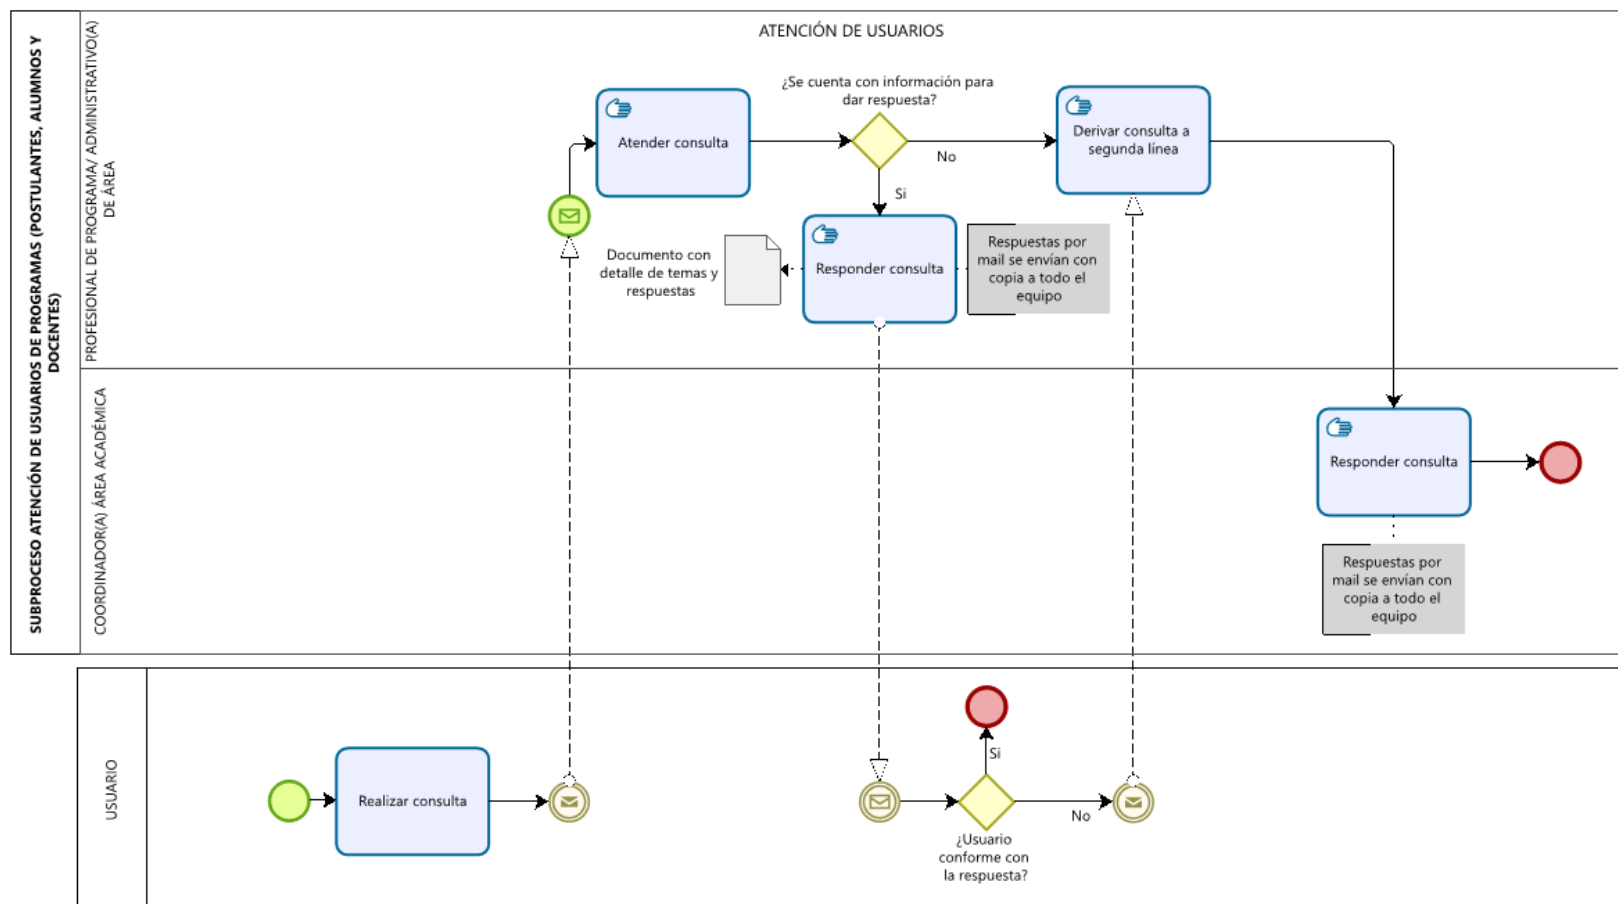 SUBPROCESO ATENCIÓN DE USUARIOS DE PROGRAMAS (POSTULANTES, ALUMNOS Y
DOCENTES)
PROFESIONAL DE PROGRAMA/ ADMINISTRATIVO(A)
DE ÁREA
ATENCIÓN DE USUARIOS
¿Se cuenta con información para
dar respuesta?
Atender consulta
Derivar consulta a
segunda línea
No
Si
Documento con
detalle de temas y
respuestas
Responder consulta
Respuestas por
mail se envían con
copia a todo el
equipo
COORDINADOR(A) ÁREA ACADÉMICA
Responder consulta
Respuestas por
mail se envían con
copia a todo el
equipo
USUARIO
Realizar consulta
Si
No
¿Usuario
conforme con
la respuesta?